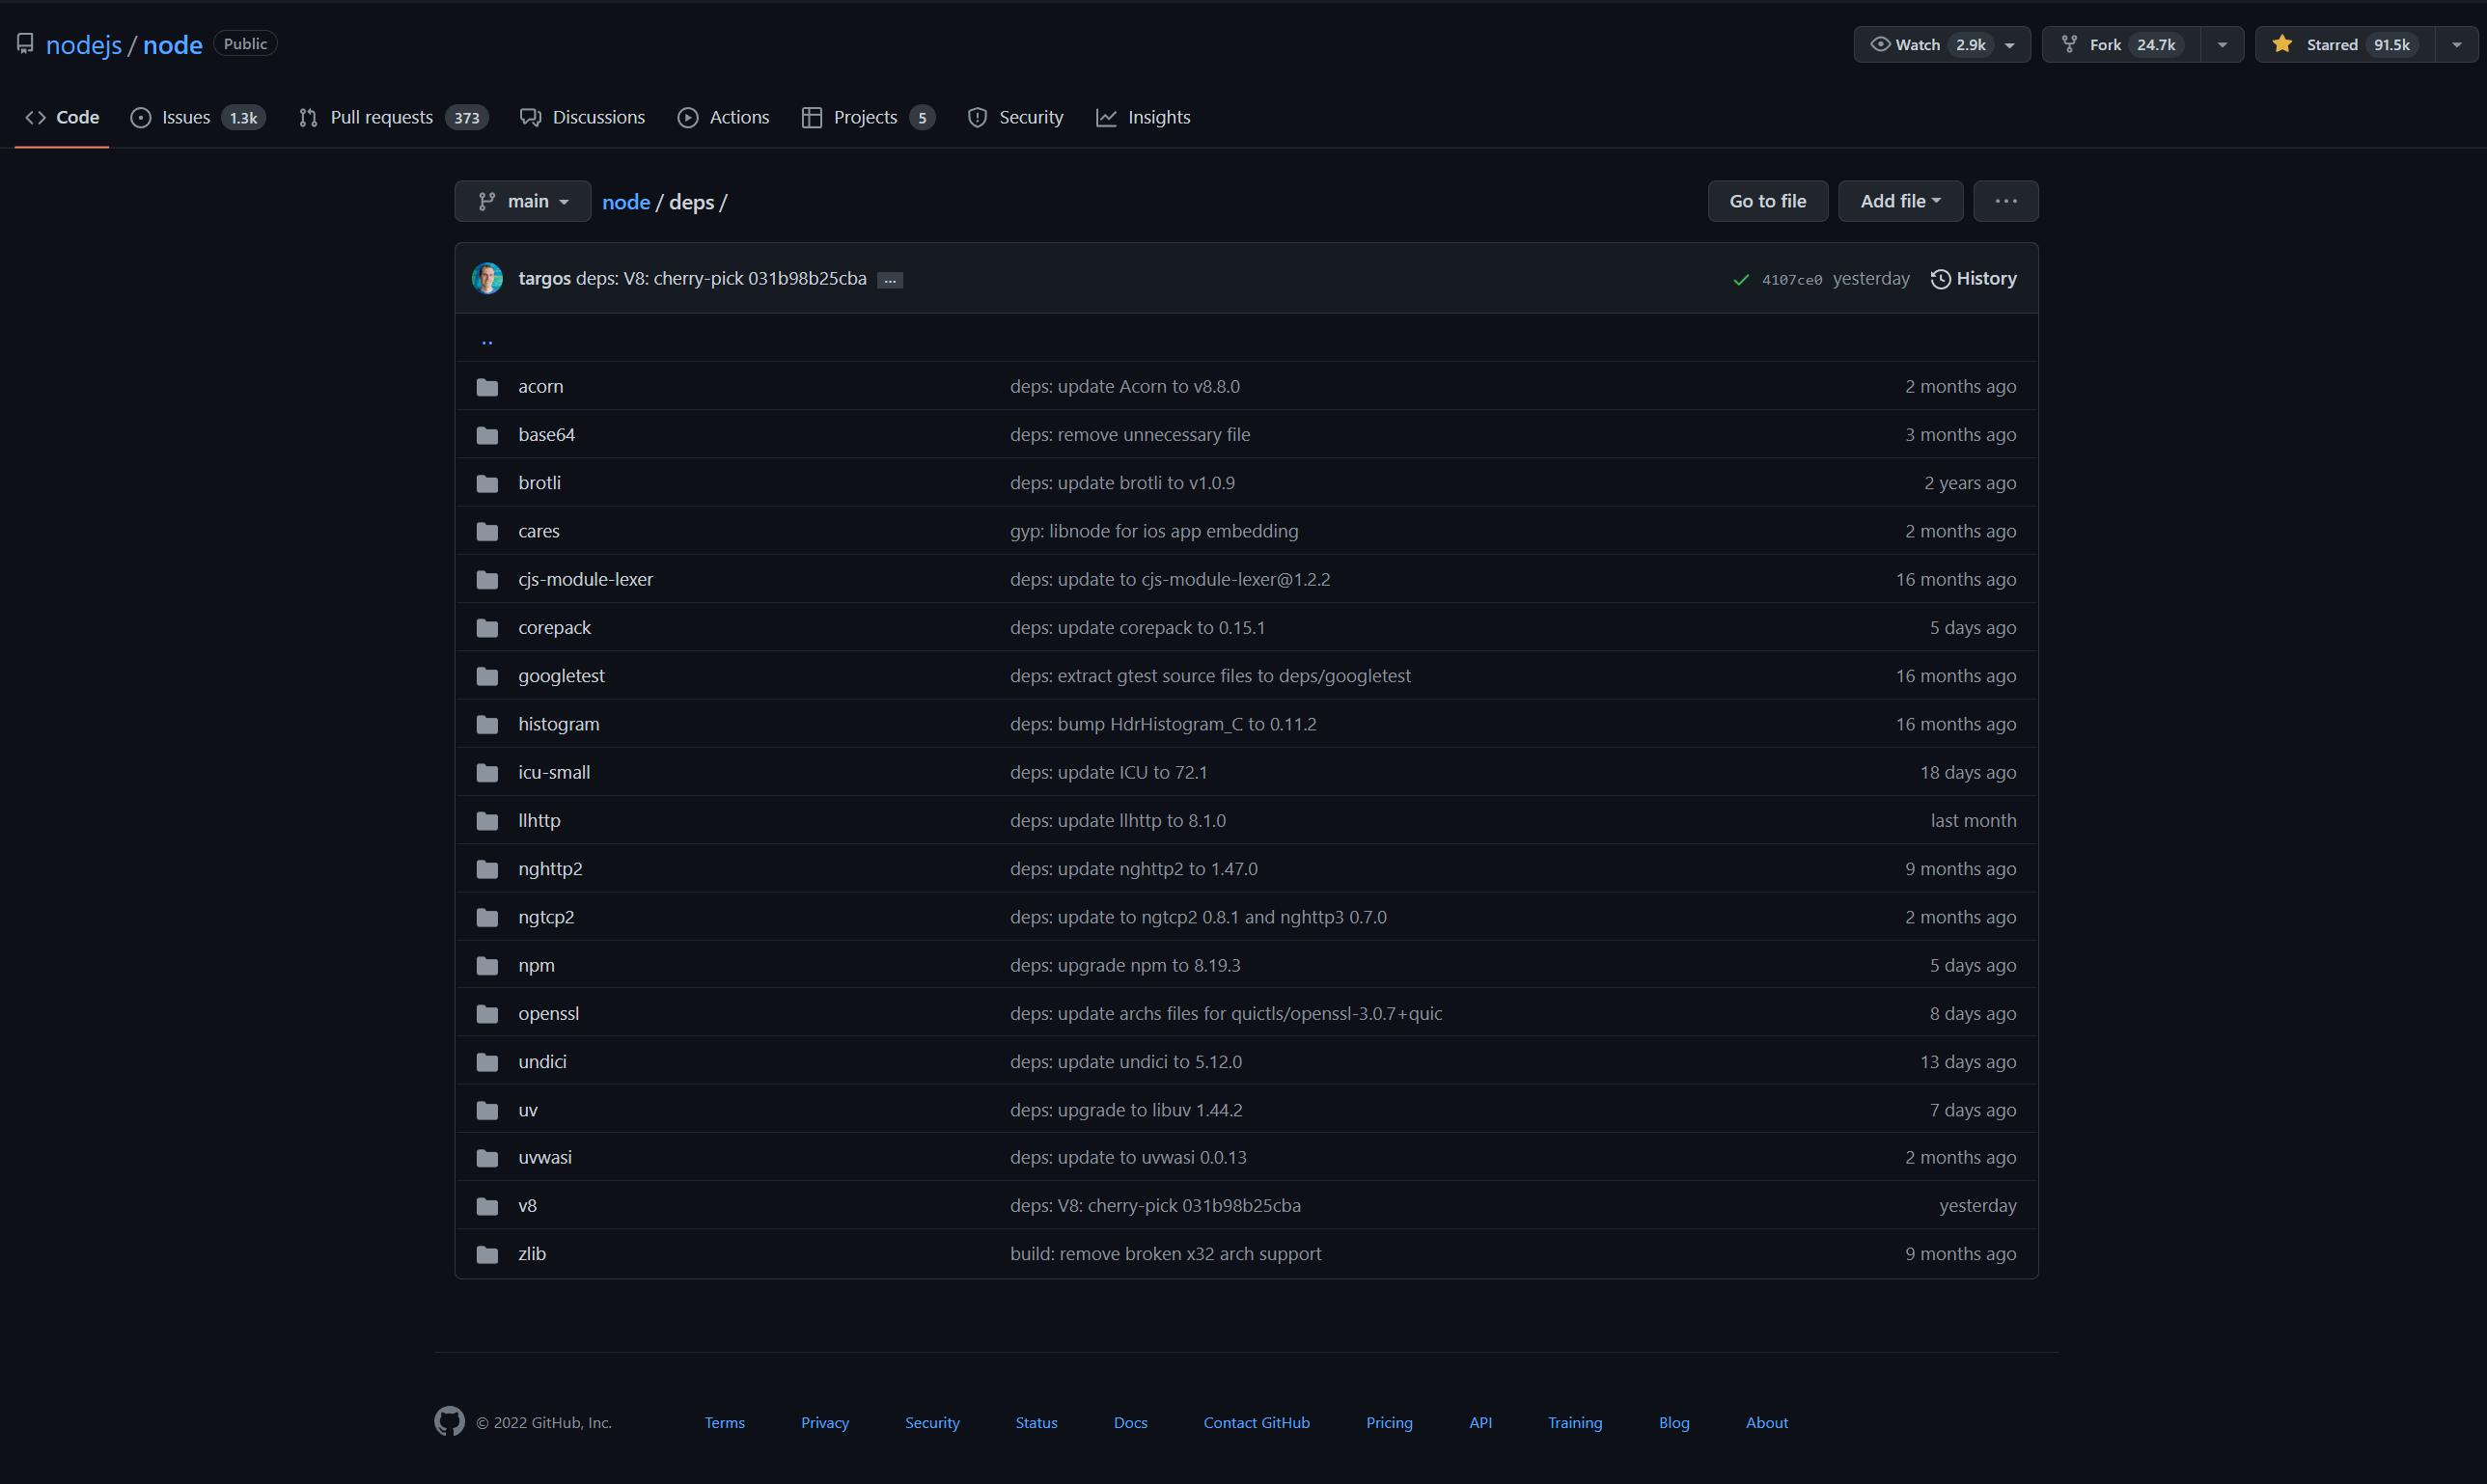 nodejs / node Public Watch 2.9k Fork 24.7k Starred 91.5k
Code Issues 1.3k Pull requests 373 Discussions Actions Projects 5 Security Insights
main node / deps / Go to file Add file ...
targos deps: V8: cherry-pick 031b98b25cba ... 4107ce0 yesterday History
..
acorn deps: update Acorn to v8.8.0 2 months ago
base64 deps: remove unnecessary file 3 months ago
brotli deps: update brotli to v1.0.9 2 years ago
cares gyp: libnode for ios app embedding 2 months ago
cjs-module-lexer deps: update to cjs-module-lexer@1.2.2 16 months ago
corepack deps: update corepack to 0.15.1 5 days ago
googletest deps: extract gtest source files to deps/googletest 16 months ago
histogram deps: bump HdrHistogram_C to 0.11.2 16 months ago
icu-small deps: update ICU to 72.1 18 days ago
llhttp deps: update llhttp to 8.1.0 last month
nghttp2 deps: update nghttp2 to 1.47.0 9 months ago
ngtcp2 deps: update to ngtcp2 0.8.1 and nghttp3 0.7.0 2 months ago
npm deps: upgrade npm to 8.19.3 5 days ago
openssl deps: update archs files for quictls/openssl-3.0.7+quic 8 days ago
undici deps: update undici to 5.12.0 13 days ago
uv deps: upgrade to libuv 1.44.2 7 days ago
uvwasi deps: update to uvwasi 0.0.13 2 months ago
v8 deps: V8: cherry-pick 031b98b25cba yesterday
zlib build: remove broken x32 arch support 9 months ago
© 2022 GitHub, Inc. Terms Privacy Security Status Docs Contact GitHub Pricing API Training Blog About